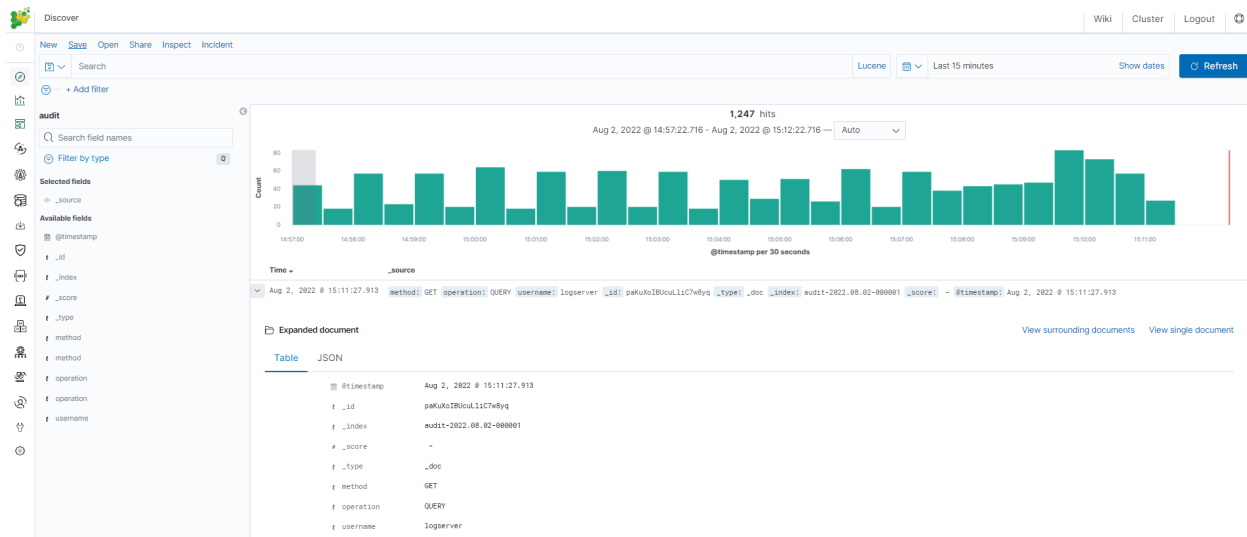 Discover
Wiki Cluster Logout
New Save Open Share Inspect Incident
Search Lucene Last 15 minutes Show dates Refresh
+ Add filter
audit
Search field names
Filter by type 0
Selected fields
</> _source
Available fields
@timestamp
t _id
t _index
# _score
t _type
t method
t method
t operation
t operation
t username
1,247 hits
Aug 2, 2022 @ 14:57:22.716 - Aug 2, 2022 @ 15:12:22.716 — Auto
Count
80
60
40
20
0
14:57:00 14:58:00 14:59:00 15:00:00 15:01:00 15:02:00 15:03:00 15:04:00 15:05:00 15:06:00 15:07:00 15:08:00 15:09:00 15:10:00 15:11:00
@timestamp per 30 seconds
Time _source
Aug 2, 2022 @ 15:11:27.913 method: GET operation: QUERY username: logserver _id: paKuXoIBUcuLliC7w8yq _type: _doc _index: audit-2022.08.02-000001 _score: - @timestamp: Aug 2, 2022 @ 15:11:27.913
Expanded document View surrounding documents View single document
Table JSON
@timestamp Aug 2, 2022 @ 15:11:27.913
t _id paKuXoIBUcuLliC7w8yq
t _index audit-2022.08.02-000001
# _score -
t _type _doc
t method GET
t operation QUERY
t username logserver